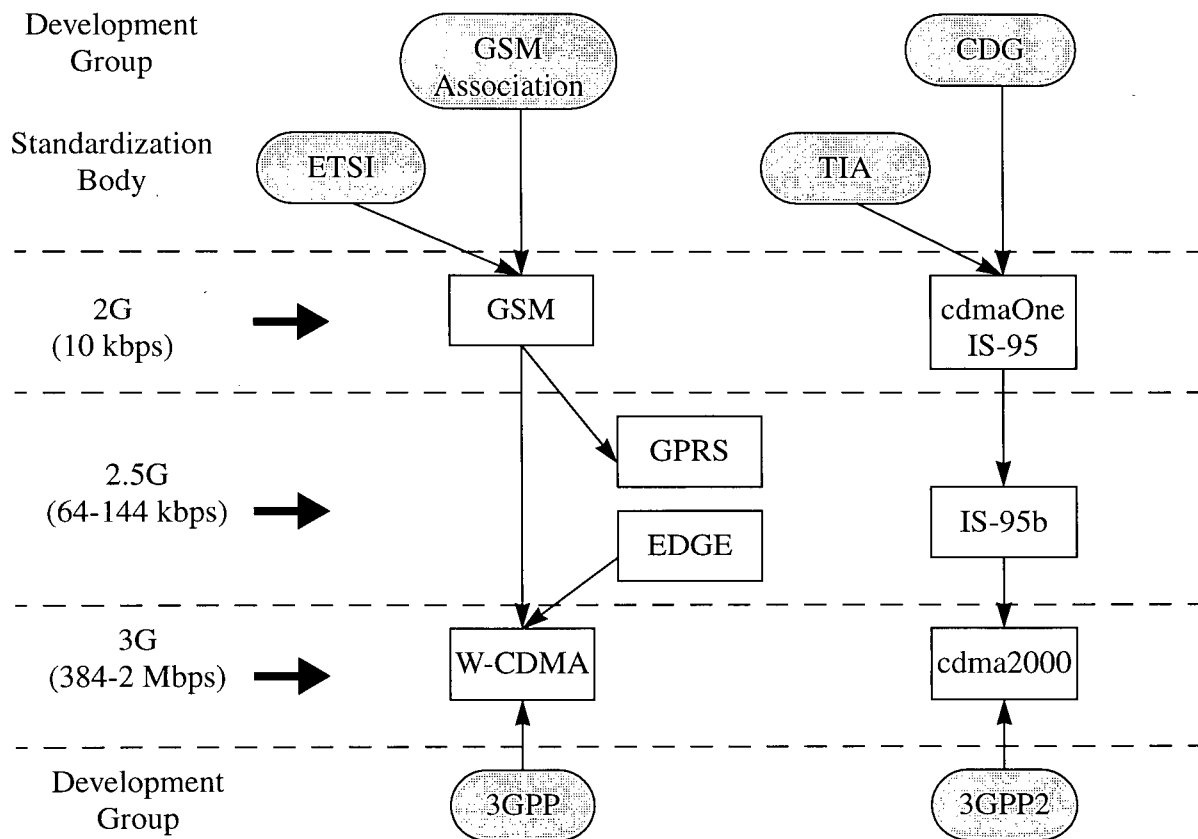 Development
Group
GSM
Association
CDG
Standardization
Body
ETSI
TIA
2G
(10 kbps)
GSM
cdmaOne
IS-95
2.5G
(64-144 kbps)
GPRS
EDGE
IS-95b
3G
(384-2 Mbps)
W-CDMA
cdma2000
Development
Group
3GPP
3GPP2